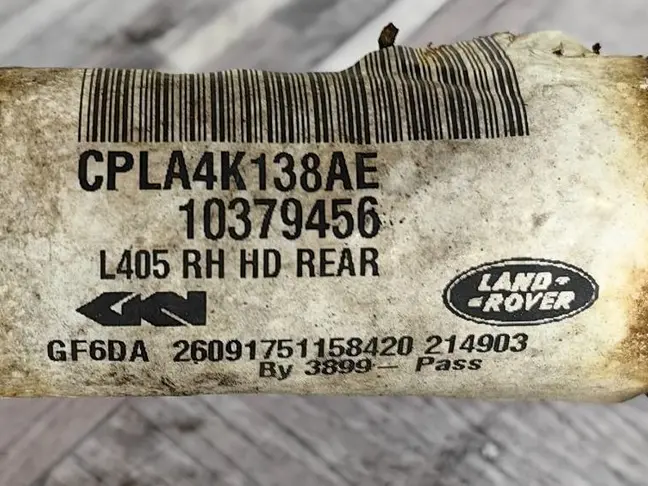 CPLA4K138AE
10379456
L405 RH HD REAR
GKN
LAND
ROVER
GF6DA 26091751158420 214903
By 3899 - Pass